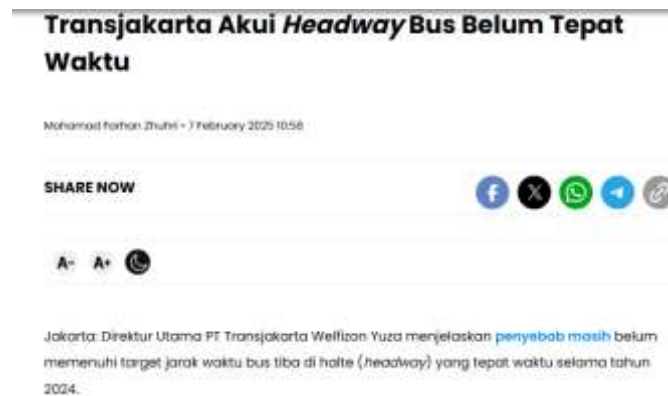 Transjakarta Akui Headway Bus Belum Tepat
Waktu
Mohamad Farhan Zhuhri - 7 February 2025 10:58
SHARE NOW
A- A+
Jakarta: Direktur Utama PT Transjakarta Welfizon Yuza menjelaskan penyebab masih belum
memenuhi target jarak waktu bus tiba di halte (headway) yang tepat waktu selama tahun
2024.